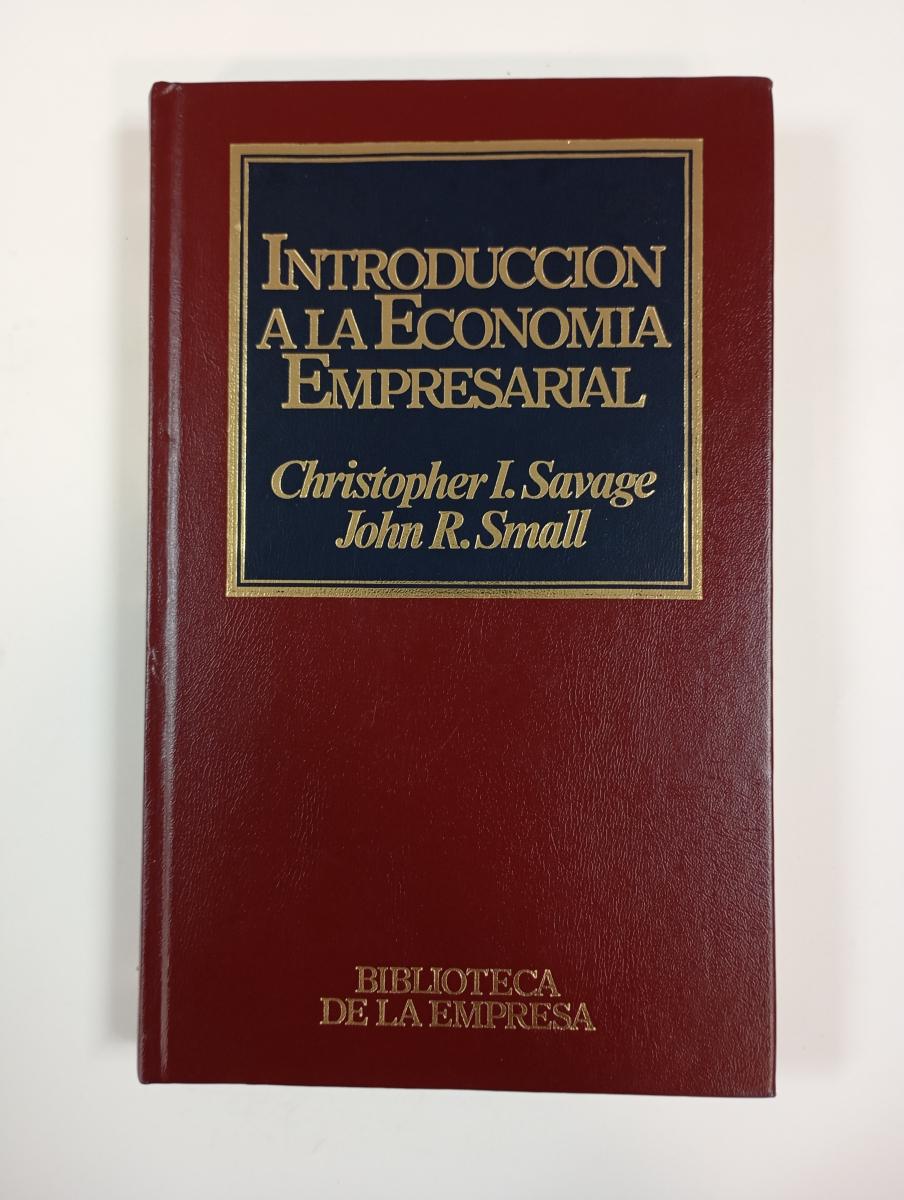 INTRODUCCION
A LA ECONOMIA
EMPRESARIAL
Christopher I. Savage
John R. Small
BIBLIOTECA
DE LA EMPRESA